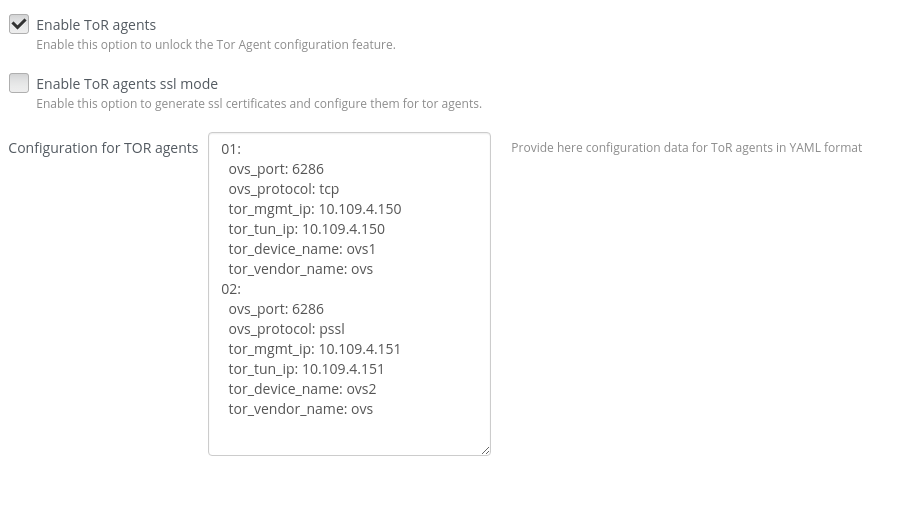 Enable ToR agents
Enable this option to unlock the Tor Agent configuration feature.
Enable ToR agents ssl mode
Enable this option to generate ssl certificates and configure them for tor agents.
Configuration for TOR agents
01:
  ovs_port: 6286
  ovs_protocol: tcp
  tor_mgmt_ip: 10.109.4.150
  tor_tun_ip: 10.109.4.150
  tor_device_name: ovs1
  tor_vendor_name: ovs
02:
  ovs_port: 6286
  ovs_protocol: pssl
  tor_mgmt_ip: 10.109.4.151
  tor_tun_ip: 10.109.4.151
  tor_device_name: ovs2
  tor_vendor_name: ovs
Provide here configuration data for ToR agents in YAML format